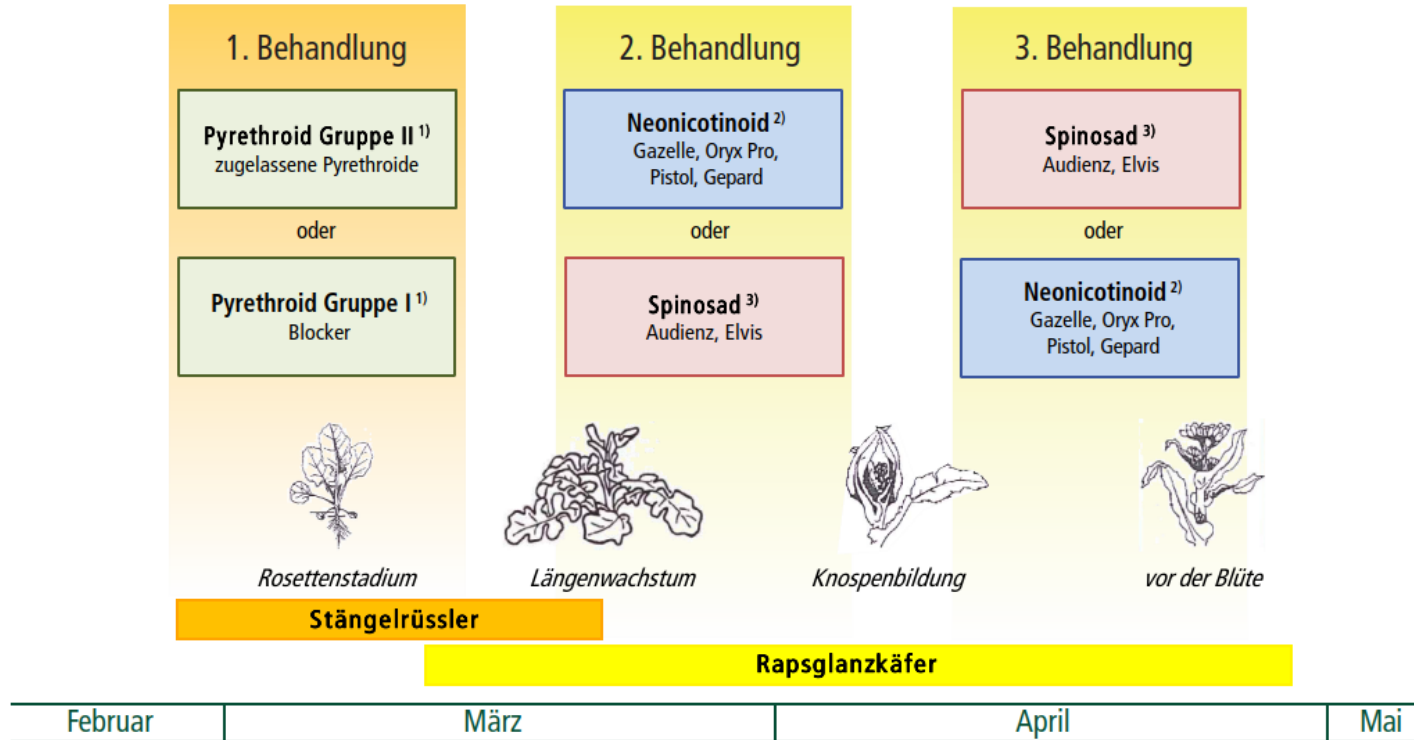 1. Behandlung
Pyrethroid Gruppe II 1)
zugelassene Pyrethroide
oder
Pyrethroid Gruppe I 1)
Blocker
2. Behandlung
Neonicotinoid 2)
Gazelle, Oryx Pro,
Pistol, Gepard
oder
Spinosad 3)
Audienz, Elvis
3. Behandlung
Spinosad 3)
Audienz, Elvis
oder
Neonicotinoid 2)
Gazelle, Oryx Pro,
Pistol, Gepard
Rosettenstadium
Längenwachstum
Knospenbildung
vor der Blüte
Stängelrüssler
Rapsglanzkäfer
Februar
März
April
Mai